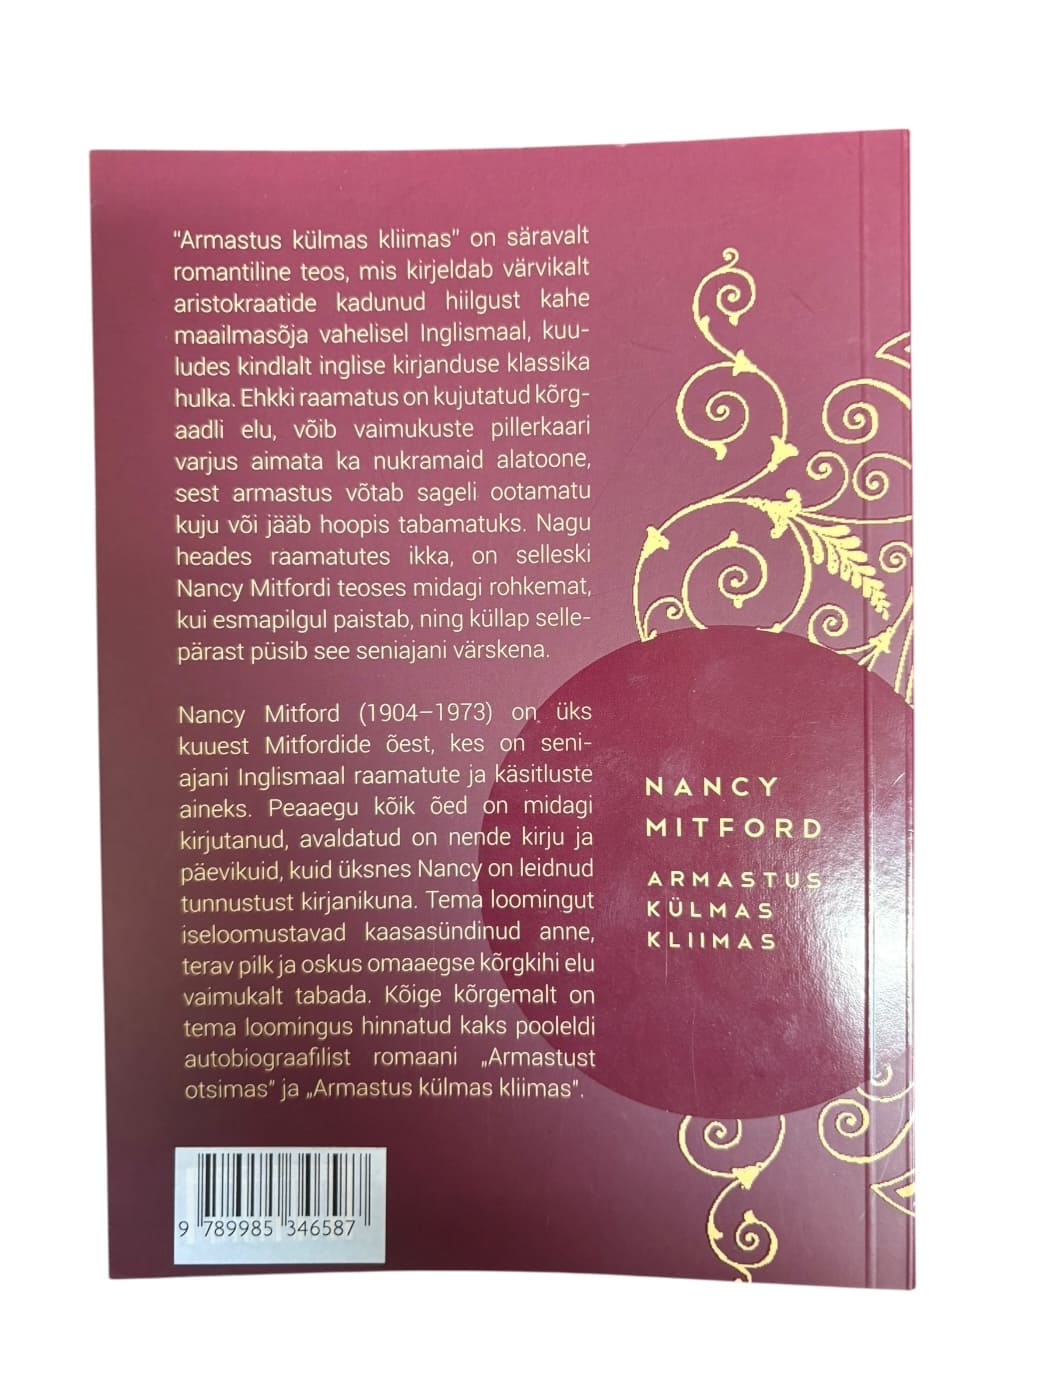 "Armastus külmas kliimas" on säravalt
romantiline teos, mis kirjeldab värvikalt
aristokraatide kadunud hiilgust kahe
maailmasõja vahelisel Inglismaal, kuu-
ludes kindlalt inglise kirjanduse klassika
hulka. Ehkki raamatus on kujutatud kõrg-
aadli elu, võib vaimukuste pillerkaari
varjus aimata ka nukramaid alatoone,
sest armastus võtab sageli ootamatu
kuju või jääb hoopis tabamatuks. Nagu
heades raamatutes ikka, on selleski
Nancy Mitfordi teoses midagi rohkemat,
kui esmapilgul paistab, ning küllap selle-
pärast püsib see seniajani värskena.
Nancy Mitford (1904–1973) on üks
kuuest Mitfordide õest, kes on seni-
ajani Inglismaal raamatute ja käsitluste
aineks. Peaaegu kõik õed on midagi
kirjutanud, avaldatud on nende kirju ja
päevikuid, kuid üksnes Nancy on leidnud
tunnustust kirjanikuna. Tema loomingut
iseloomustavad kaasasündinud anne,
terav pilk ja oskus omaaegse kõrgkihi elu
vaimukalt tabada. Kõige kõrgemalt on
tema loomingus hinnatud kaks pooleldi
autobiograafilist romaani „Armastust
otsimas" ja „Armastus külmas kliimas".
NANCY
MITFORD
ARMASTUS
KÜLMAS
KLIIMAS
9 789985 346587